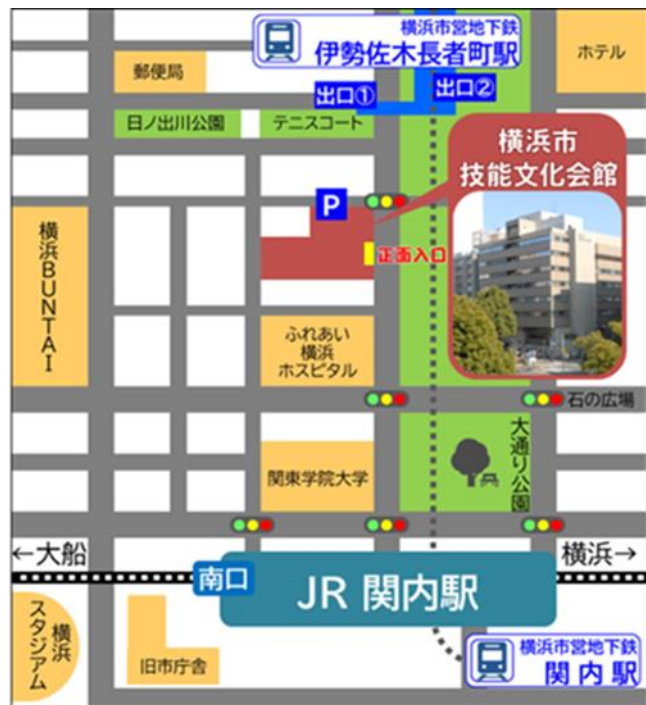 横浜市営地下鉄
伊勢佐木長者町駅
ホテル
郵便局
出口①
出口②
日ノ出川公園
テニスコート
横浜市
技能文化会館
P
正面入口
横浜BUNTAI
ふれあい
横浜
ホスピタル
石の広場
大通り公園
関東学院大学
←大船
横浜→
南口
JR 関内駅
横浜
スタジアム
旧市庁舎
横浜市営地下鉄
関内駅